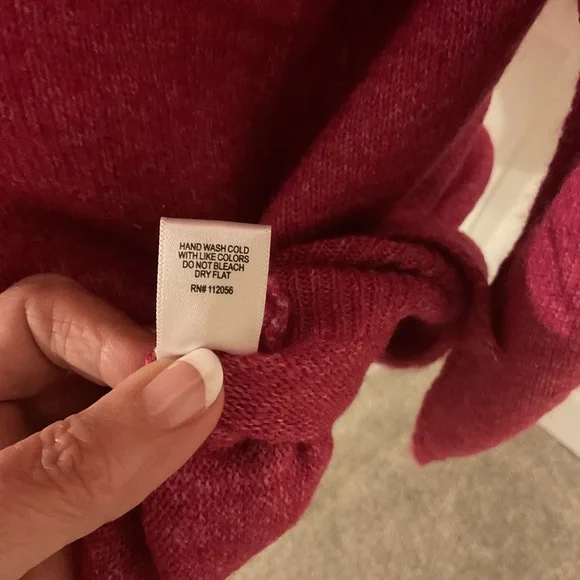 HAND WASH COLD
WITH LIKE COLORS
DO NOT BLEACH
DRY FLAT
RN# 112056